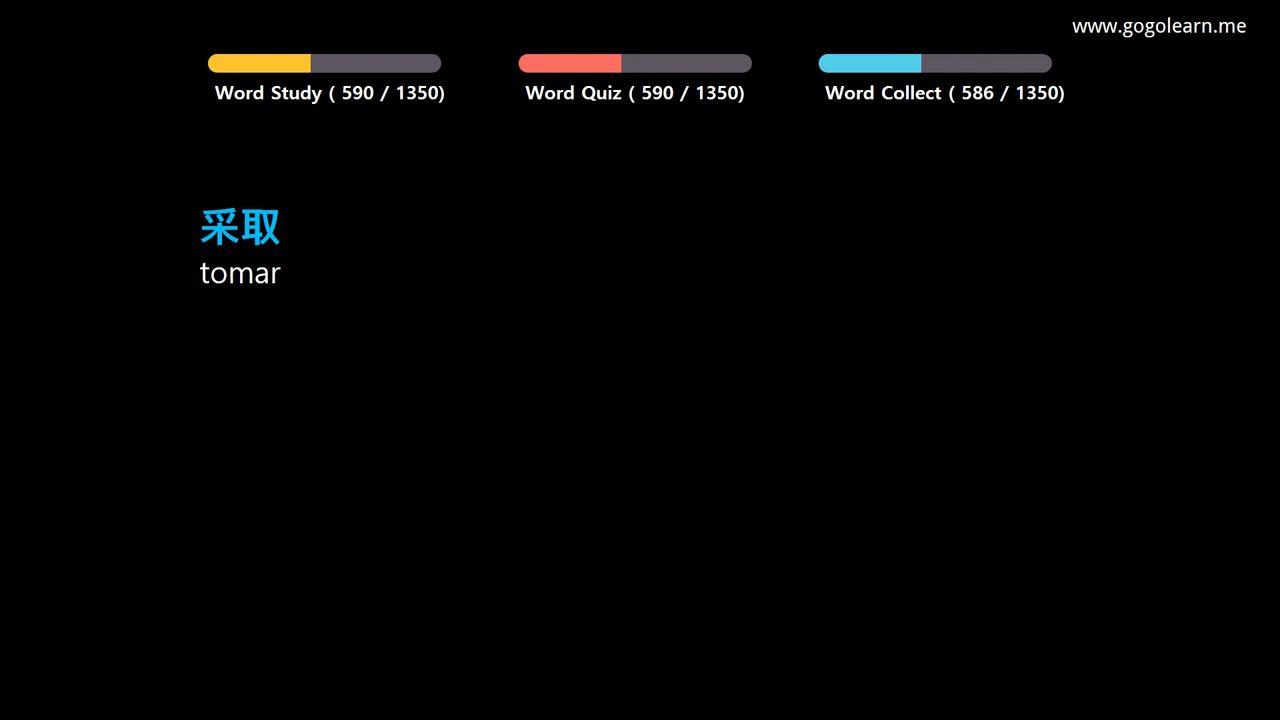 www.gogolearn.me
Word Study ( 590 / 1350)
Word Quiz ( 590 / 1350)
Word Collect ( 586 / 1350)
采取
tomar